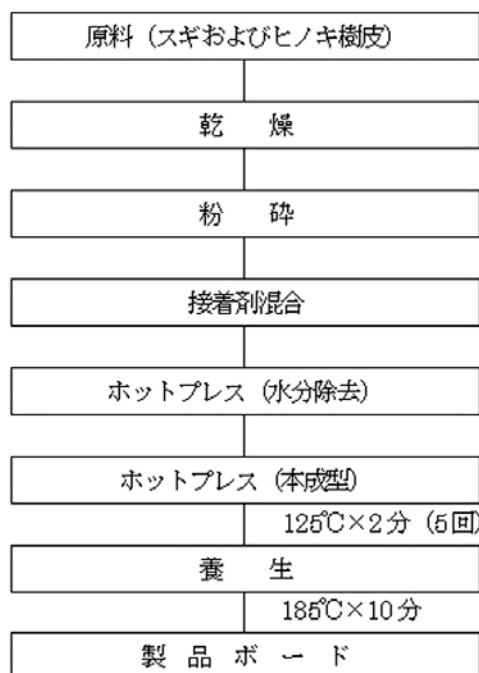 原料（スギおよびヒノキ樹皮）
乾　燥
粉　砕
接着剤混合
ホットプレス（水分除去）
ホットプレス（本成型）
125℃×2分（5回）
養　生
185℃×10分
製　品　ボ　ー　ド